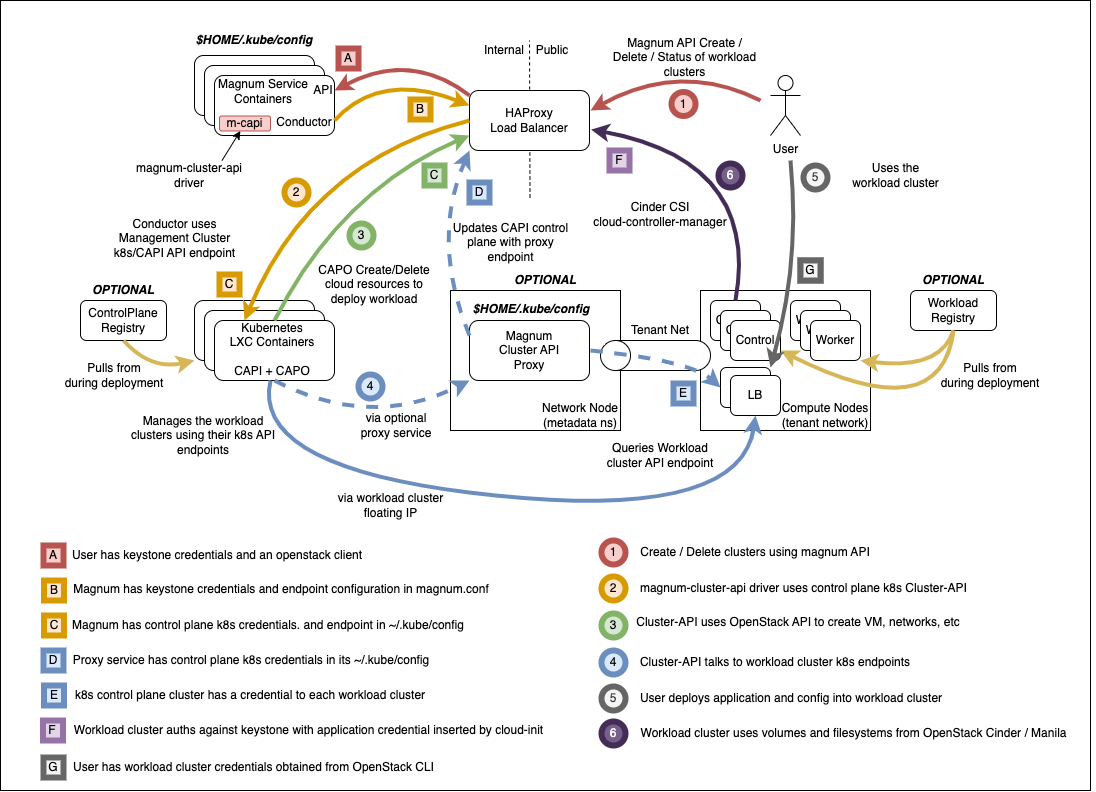 $HOME/.kube/config
A
Magnum Service
Containers
API
m-capi
Conductor
magnum-cluster-api
driver
B
Internal
Public
HAProxy
Load Balancer
Magnum API Create /
Delete / Status of workload
clusters
1
User
F
6
5
Uses the
workload cluster
C
D
2
3
Cinder CSI
cloud-controller-manager
Conductor uses
Management Cluster
k8s/CAPI API endpoint
Updates CAPI control
plane with proxy
endpoint
CAPO Create/Delete
cloud resources to
deploy workload
C
G
OPTIONAL
ControlPlane
Registry
Pulls from
during deployment
Kubernetes
LXC Containers
CAPI + CAPO
OPTIONAL
$HOME/.kube/config
Magnum
Cluster API
Proxy
Network Node
(metadata ns)
Tenant Net
E
C
C
Control
W
W
Worker
LB
Compute Nodes
(tenant network)
OPTIONAL
Workload
Registry
Pulls from
during deployment
4
via optional
proxy service
Manages the workload
clusters using their k8s API
endpoints
Queries Workload
cluster API endpoint
via workload cluster
floating IP
A User has keystone credentials and an openstack client
B Magnum has keystone credentials and endpoint configuration in magnum.conf
C Magnum has control plane k8s credentials. and endpoint in ~/.kube/config
D Proxy service has control plane k8s credentials in its ~/.kube/config
E k8s control plane cluster has a credential to each workload cluster
F Workload cluster auths against keystone with application credential inserted by cloud-init
G User has workload cluster credentials obtained from OpenStack CLI
1 Create / Delete clusters using magnum API
2 magnum-cluster-api driver uses control plane k8s Cluster-API
3 Cluster-API uses OpenStack API to create VM, networks, etc
4 Cluster-API talks to workload cluster k8s endpoints
5 User deploys application and config into workload cluster
6 Workload cluster uses volumes and filesystems from OpenStack Cinder / Manila